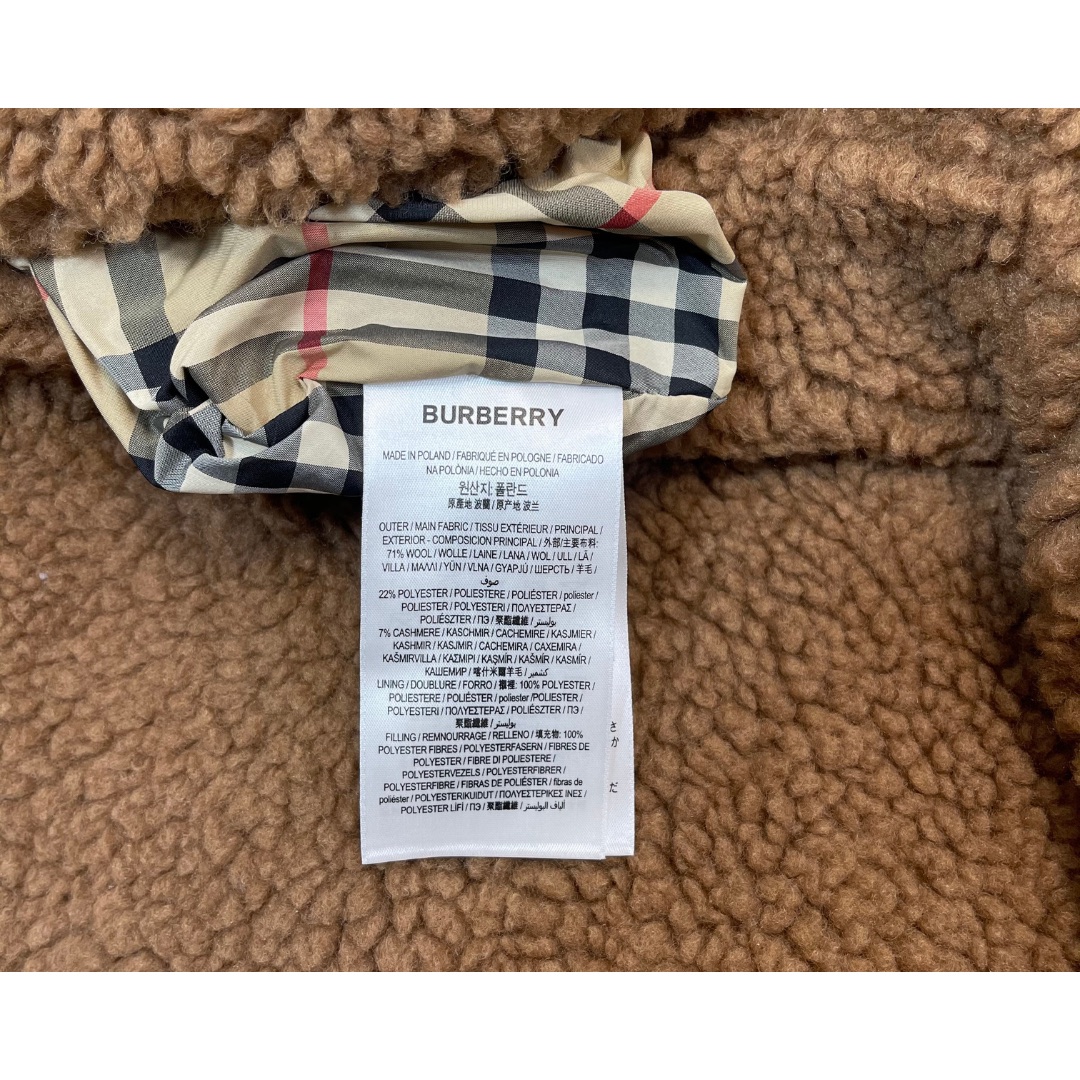 BURBERRY
MADE IN POLAND / FABRIQUÉ EN POLOGNE / FABRICADO
NA POLÓNIA / HECHO EN POLONIA
원산지: 폴란드
原產地 波蘭 / 原产地 波兰
OUTER / MAIN FABRIC / TISSU EXTÉRIEUR / PRINCIPAL /
EXTERIOR - COMPOSICION PRINCIPAL / 外部/主要布料:
71% WOOL / WOLLE / LAINE / LANA / WOL / ULL / LÃ /
VILLA / ΜΑΛΛΙ / YÜN / VLNA / GYAPJÚ / ШЕРСТЬ / 羊毛 /
صوف
22% POLYESTER / POLIESTERE / POLIÉSTER / poliester /
POLIESTER / POLYESTERI / ΠΟΛΥΕΣΤΕΡΑΣ /
POLIÉSZTER / ПЭ / 聚酯纖維 / بوليستر
7% CASHMERE / KASCHMIR / CACHEMIRE / KASJMIER /
KASHMIR / KASJMIR / CACHEMIRA / CAXEMIRA /
KAŠMIRVILLA / ΚΑΣΜΙΡΙ / KAŞMİR / KAŠMÍR / KASMÍR /
КАШЕМИР / 喀什米爾羊毛 / كشمير
LINING / DOUBLURE / FORRO / 襯裡: 100% POLYESTER /
POLIESTERE / POLIÉSTER / poliester /POLIESTER /
POLYESTERI / ΠΟΛΥΕΣΤΕΡΑΣ / POLIÉSZTER / ПЭ /
聚酯纖維 / بوليستر
FILLING / REMNOURRAGE / RELLENO / 填充物: 100%
POLYESTER FIBRES / POLYESTERFASERN / FIBRES DE
POLYESTER / FIBRE DI POLIESTERE /
POLYESTERVEZELS / POLYESTERFIBRER /
POLYESTERFIBRE / FIBRAS DE POLIÉSTER / fibras de
poliéster / POLYESTERIKUIDUT / ΠΟΛΥΕΣΤΕΡΙΚΕΣ ΙΝΕΣ /
POLYESTER LİFİ / ПЭ / 聚酯纖維 / ألياف البوليستر
さ
か
だ